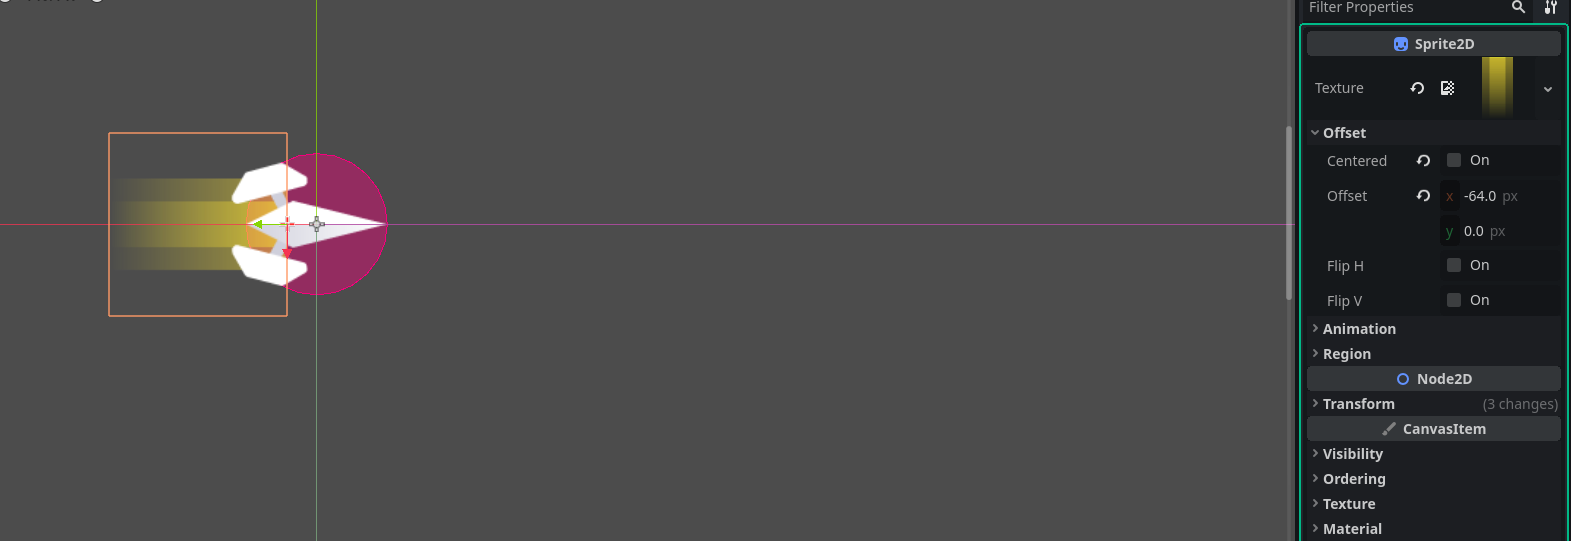 Filter Properties
Sprite2D
Texture
Offset
Centered On
Offset x -64.0 px
y 0.0 px
Flip H On
Flip V On
Animation
Region
Node2D
Transform (3 changes)
CanvasItem
Visibility
Ordering
Texture
Material